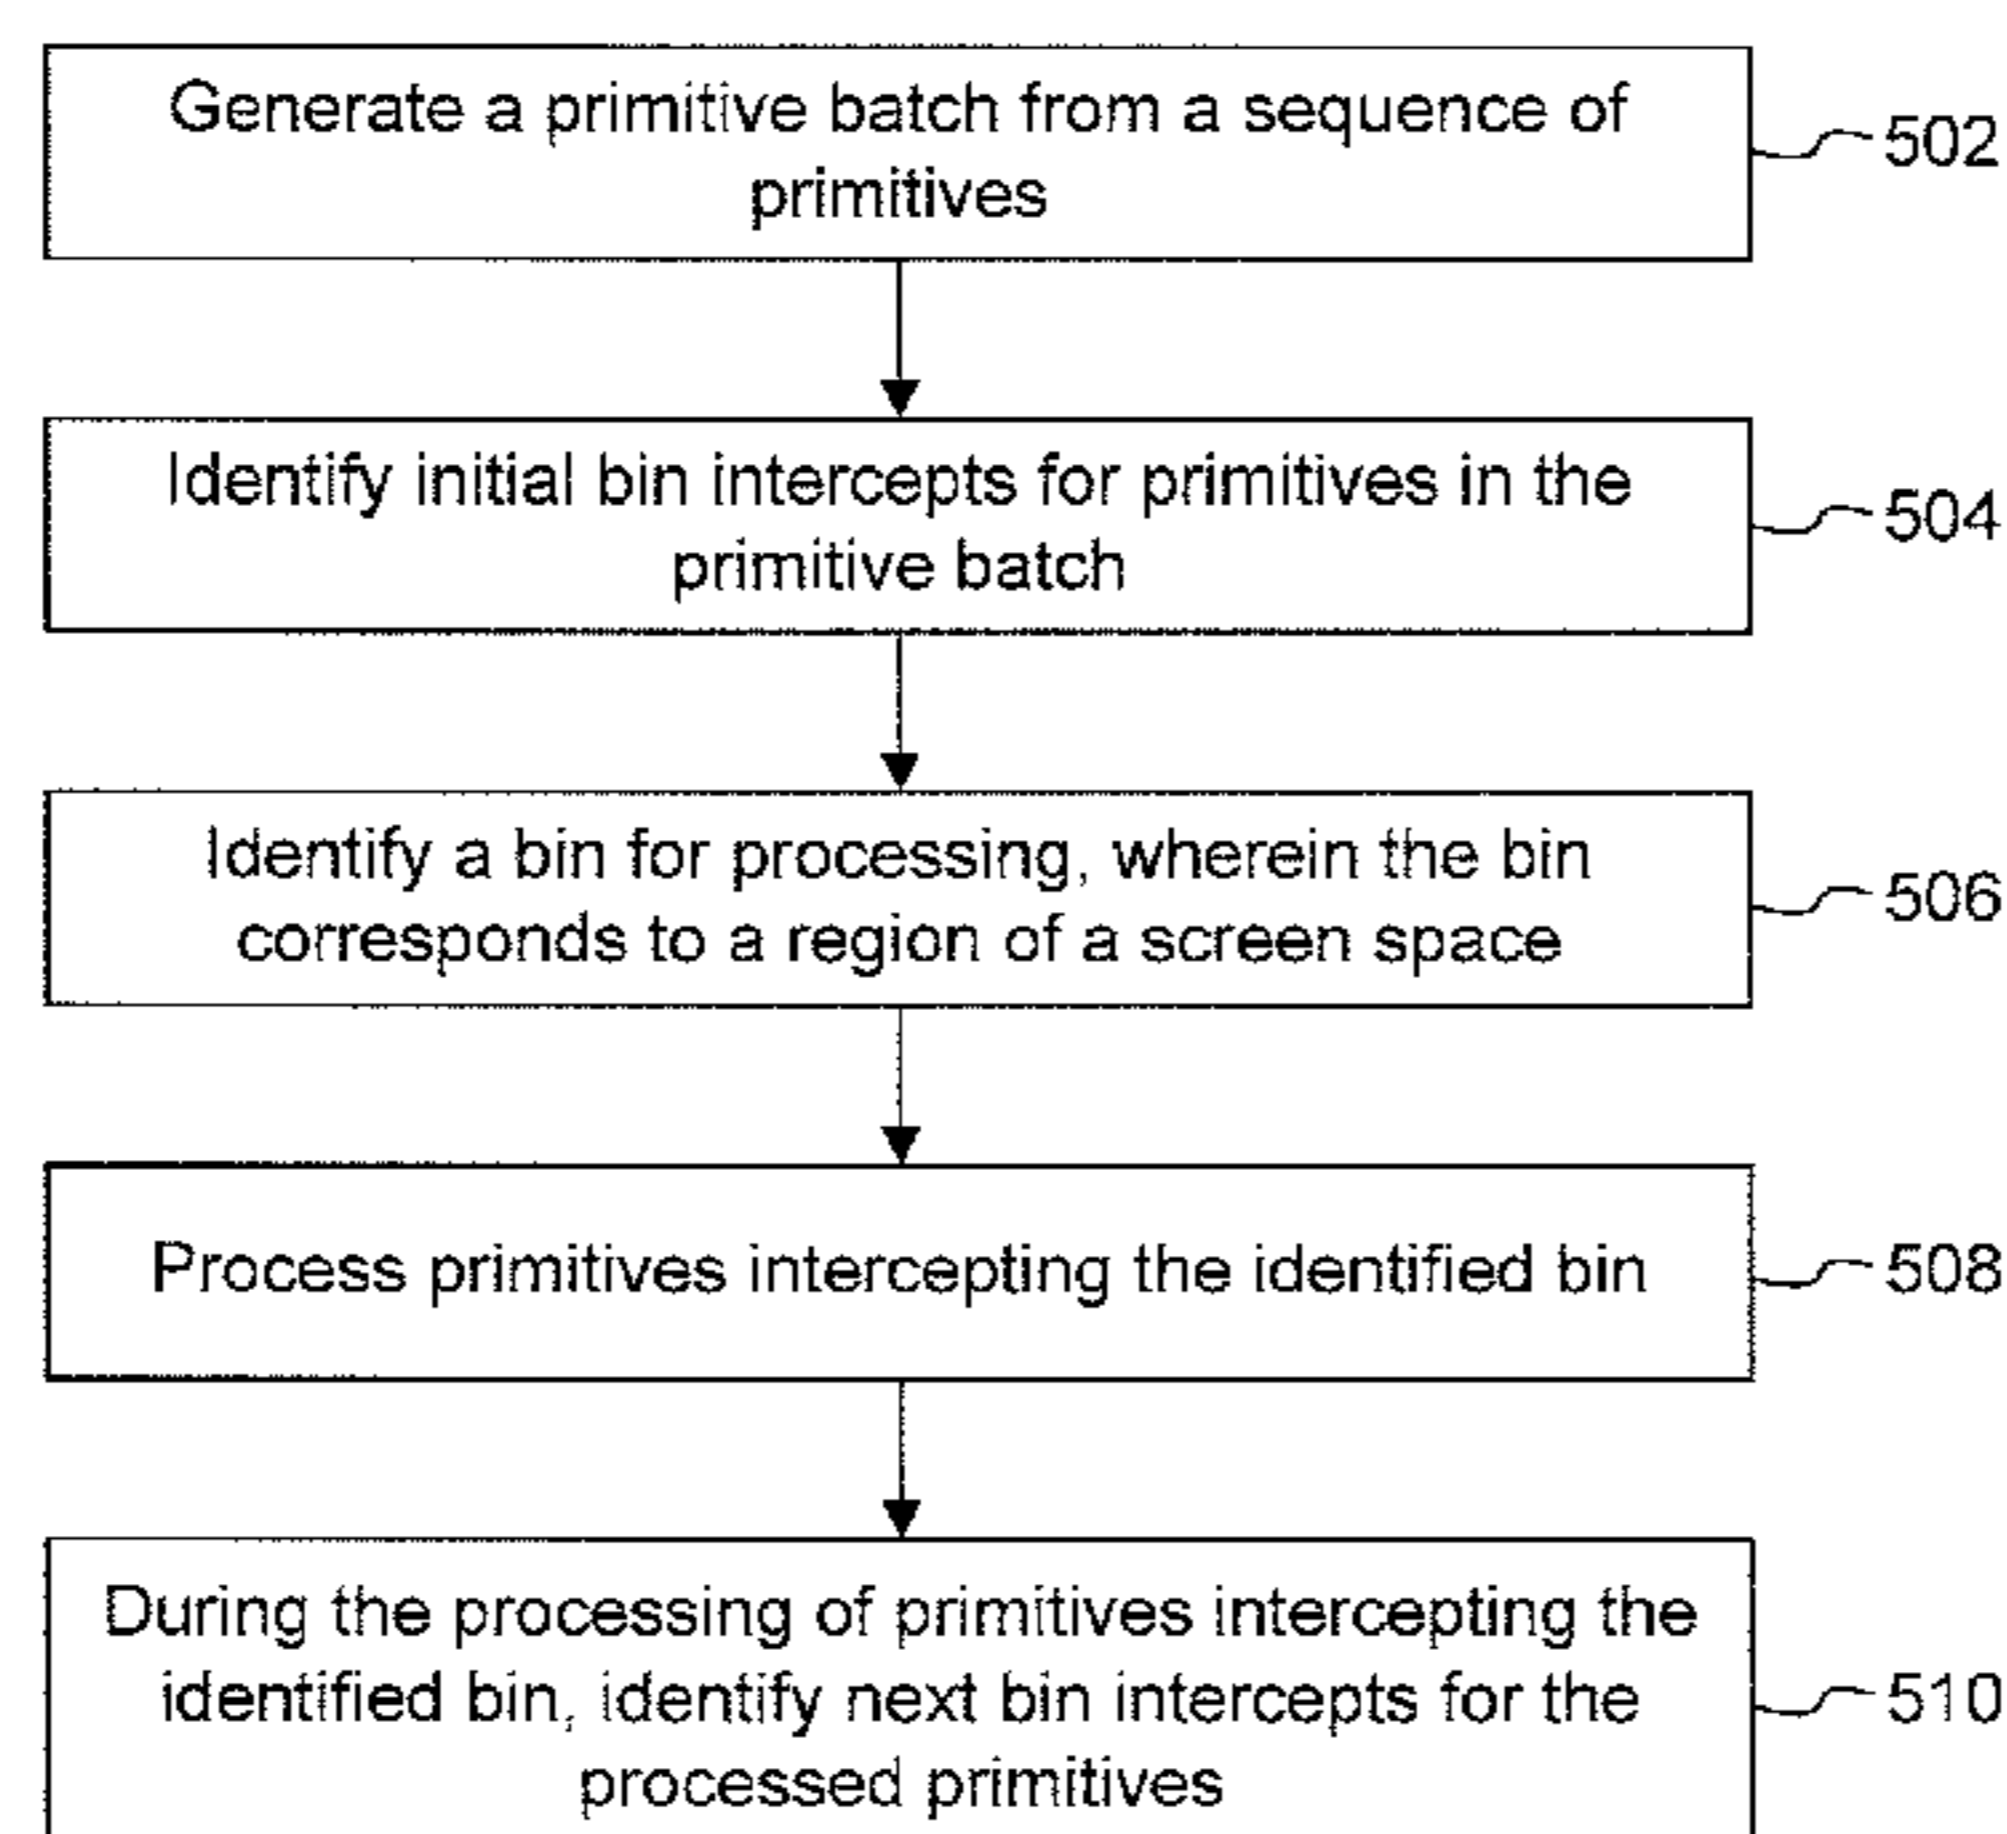 Generate a primitive batch from a sequence of
primitives
502
Identify initial bin intercepts for primitives in the
primitive batch
504
Identify a bin for processing, wherein the bin
corresponds to a region of a screen space
506
Process primitives intercepting the identified bin
508
During the processing of primitives intercepting the
identified bin, identify next bin intercepts for the
processed primitives
510